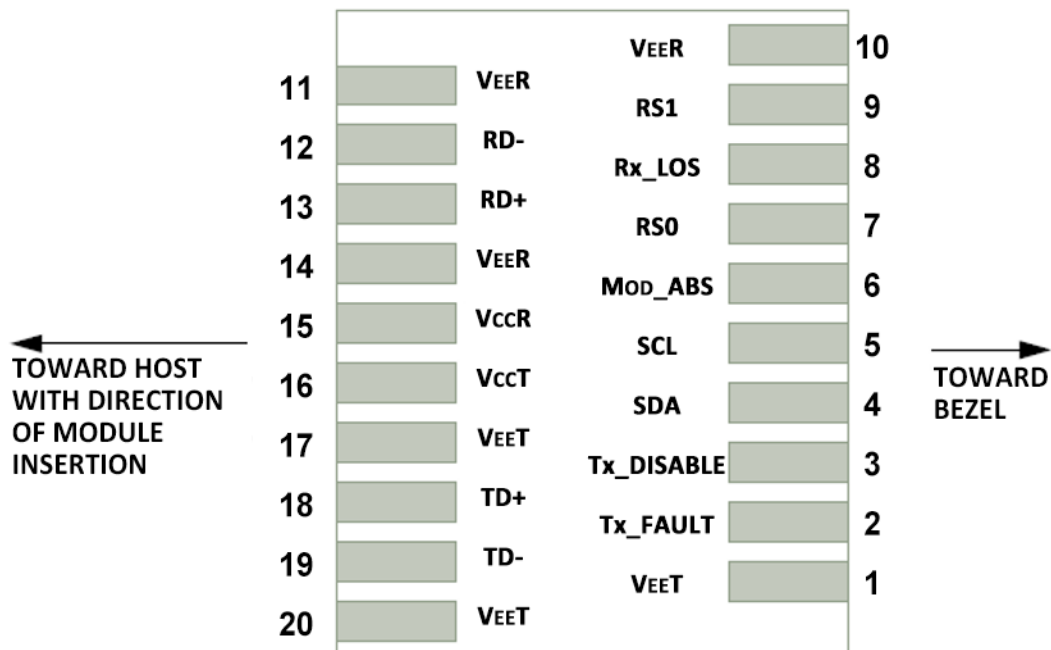 VEER 10
11 VEER
RS1 9
12 RD-
Rx_LOS 8
13 RD+
RS0 7
14 VEER
MOD_ABS 6
15 VCCR
SCL 5
16 VCCT
SDA 4
17 VEET
Tx_DISABLE 3
18 TD+
Tx_FAULT 2
19 TD-
VEET 1
20 VEET
TOWARD HOST
WITH DIRECTION
OF MODULE
INSERTION
TOWARD
BEZEL